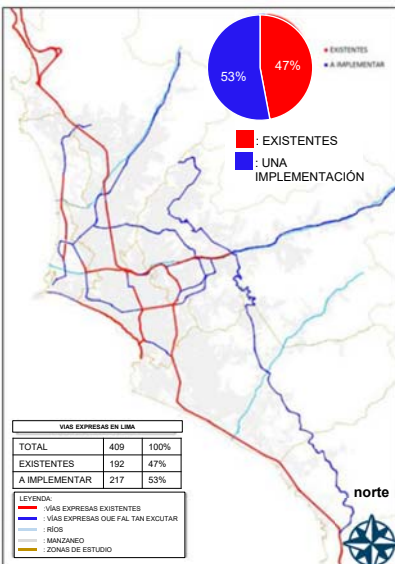 53%
47%
EXISTENTES
A IMPLEMENTAR
: EXISTENTES
: UNA
IMPLEMENTACIÓN
VIAS EXPRESAS EN LIMA
TOTAL 409 100%
EXISTENTES 192 47%
A IMPLEMENTAR 217 53%
LEYENDA:
: VÍAS EXPRESAS EXISTENTES
: VÍAS EXPRESAS QUE FAL TAN EXCUTAR
: RÍOS
: MANZANEO
: ZONAS DE ESTUDIO
norte